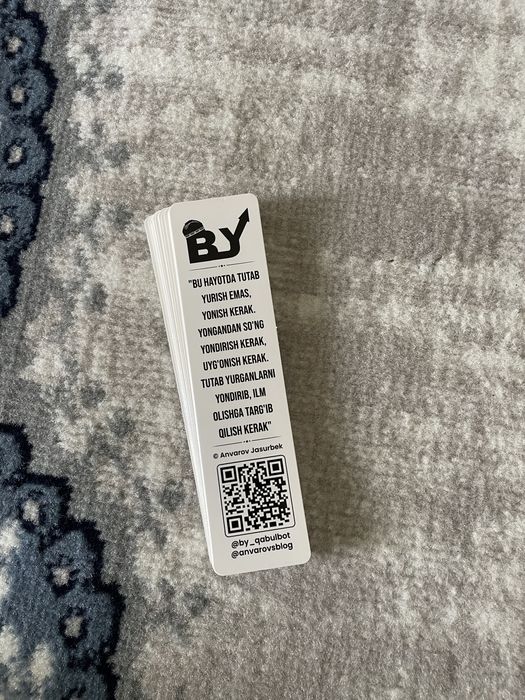 BY
"BU HAYOTDA TUTAB
YURISH EMAS,
YONISH KERAK.
YONGANDAN SO'NG
YONDIRISH KERAK,
UYG'ONISH KERAK.
TUTAB YURGANLARNI
YONDIRIB, ILM
OLISHGA TARG'IB
QILISH KERAK"
© Anvarov Jasurbek
@by_qabulbot
@anvarovsblog